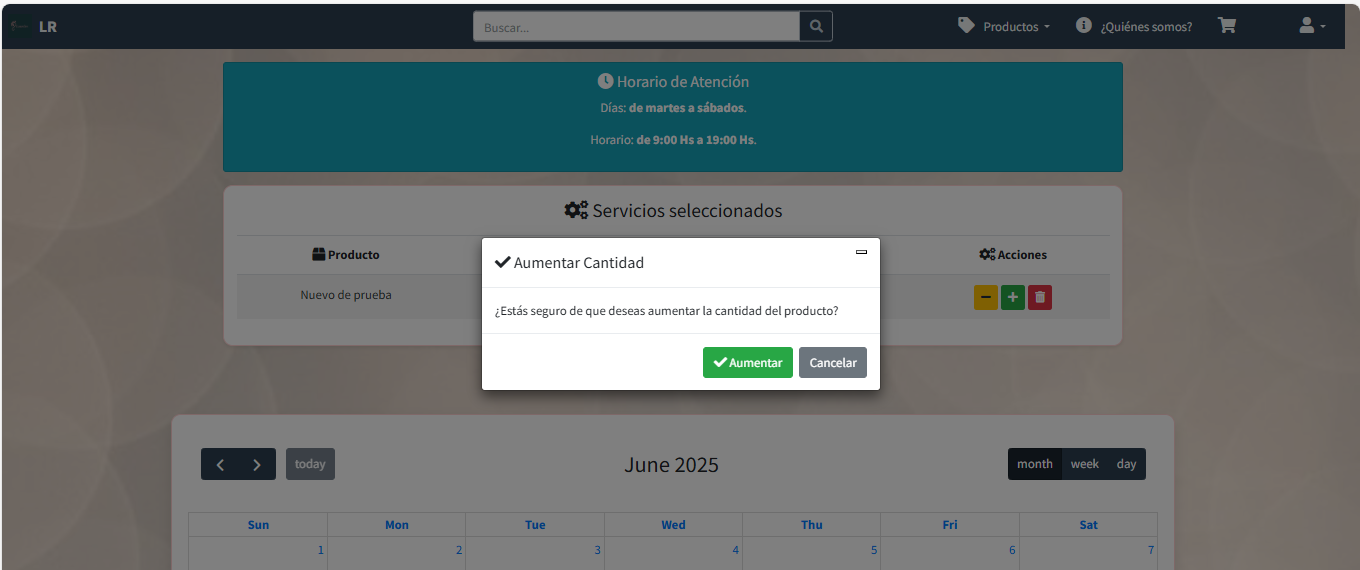 LR
Buscar...
Productos
¿Quiénes somos?
Horario de Atención
Días: de martes a sábados.
Horario: de 9:00 Hs a 19:00 Hs.
Servicios seleccionados
Producto
Acciones
Nuevo de prueba
Aumentar Cantidad
¿Estás seguro de que deseas aumentar la cantidad del producto?
Aumentar Cancelar
today
June 2025
month week day
Sun Mon Tue Wed Thu Fri Sat
1 2 3 4 5 6 7